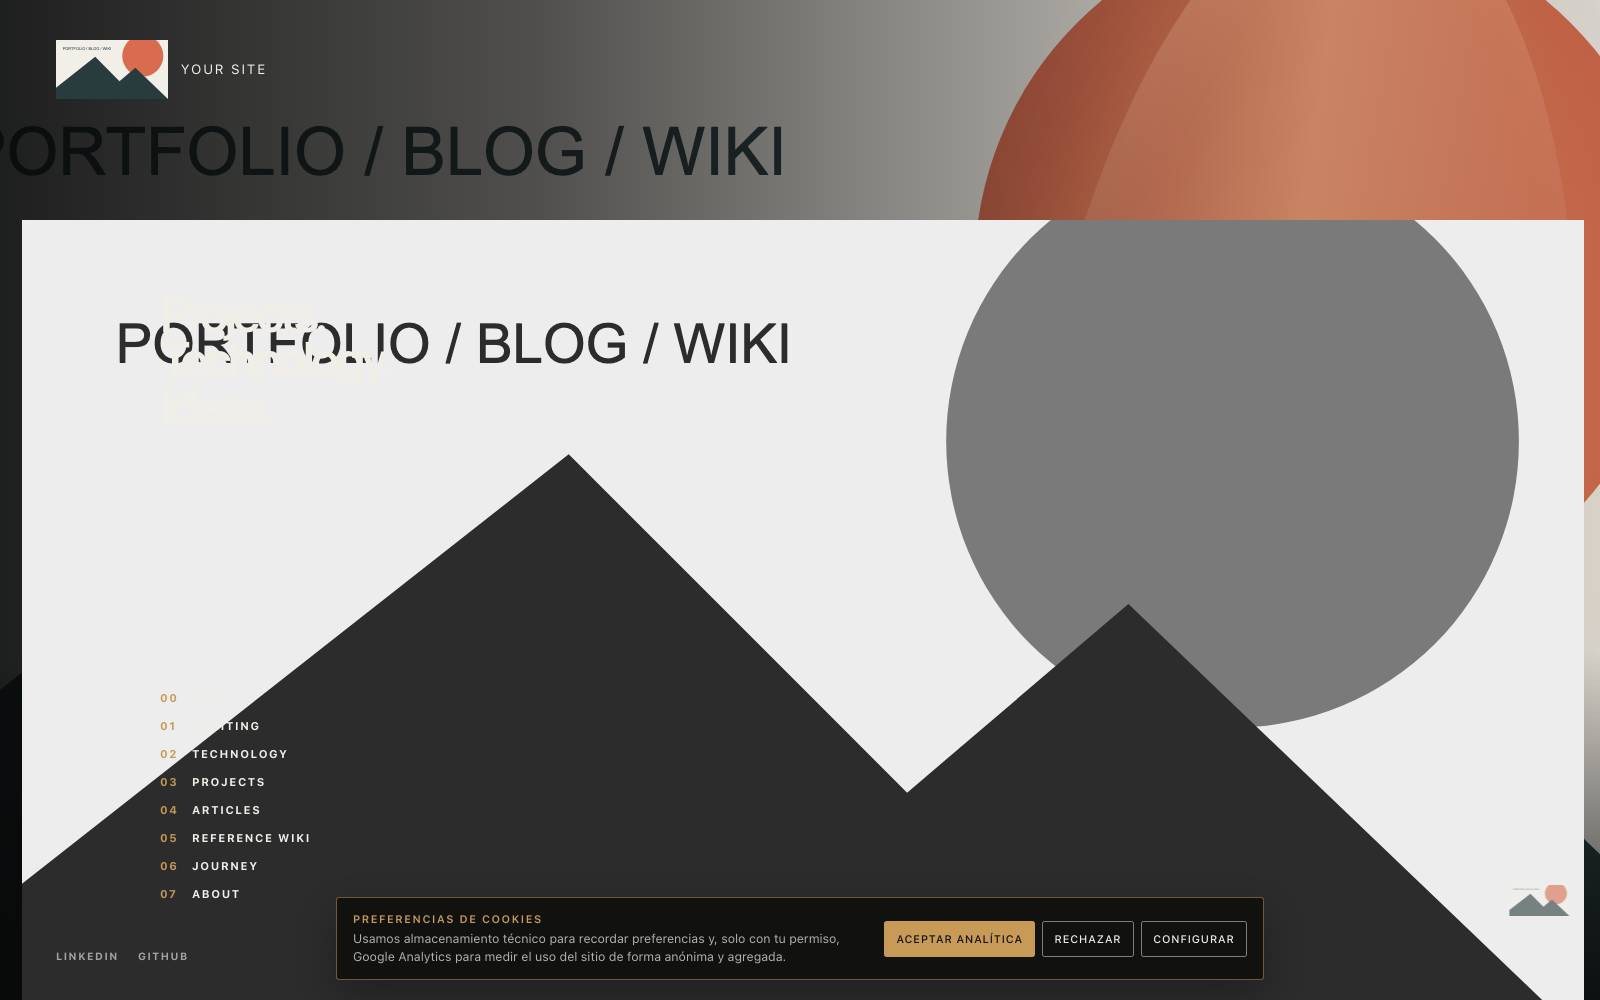 PORTFOLIO / BLOG / WIKI
YOUR SITE
PORTFOLIO / BLOG / WIKI
PORTFOLIO / BLOG / WIKI
Technology
00
01
02 TECHNOLOGY
03 PROJECTS
04 ARTICLES
05 REFERENCE WIKI
06 JOURNEY
07 ABOUT
PREFERENCIAS DE COOKIES
Usamos almacenamiento técnico para recordar preferencias y, solo con tu permiso,
Google Analytics para medir el uso del sitio de forma anónima y agregada.
ACEPTAR ANALÍTICA
RECHAZAR
CONFIGURAR
LINKEDIN GITHUB